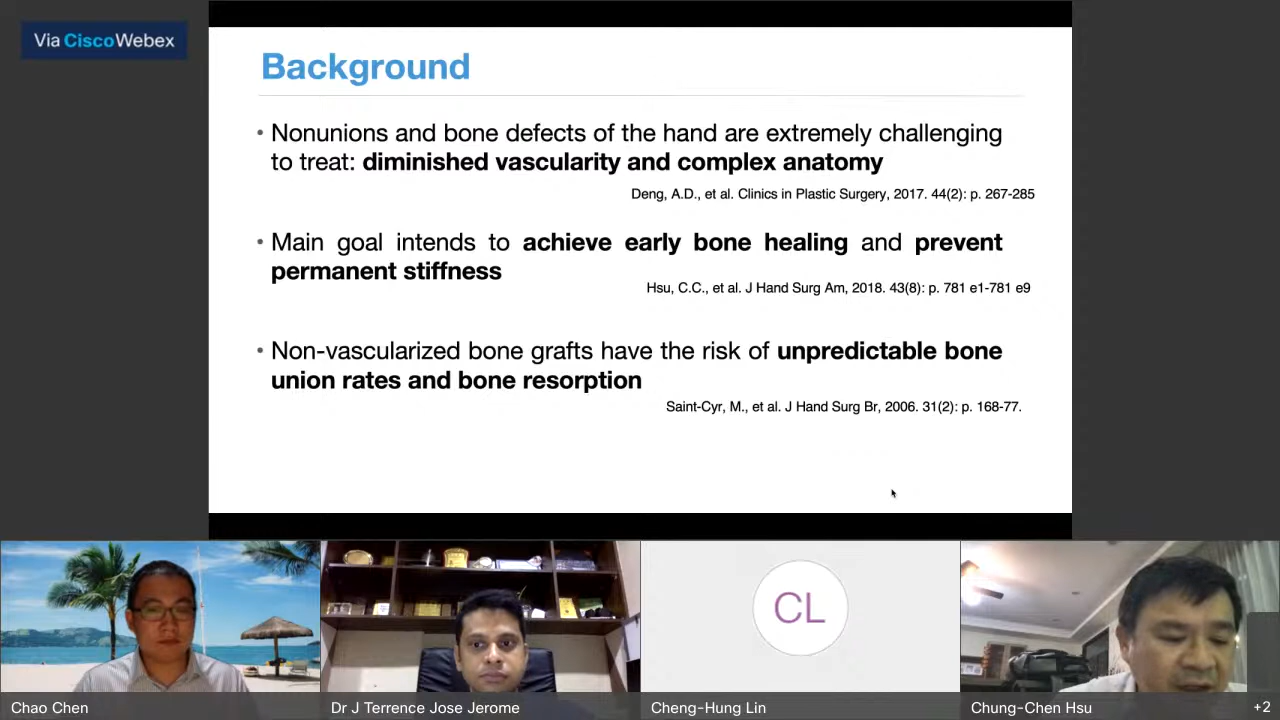 Via Cisco Webex
Background
• Nonunions and bone defects of the hand are extremely challenging
to treat: diminished vascularity and complex anatomy
Deng, A.D., et al. Clinics in Plastic Surgery, 2017. 44(2): p. 267-285
• Main goal intends to achieve early bone healing and prevent
permanent stiffness
Hsu, C.C., et al. J Hand Surg Am, 2018. 43(8): p. 781 e1-781 e9
• Non-vascularized bone grafts have the risk of unpredictable bone
union rates and bone resorption
Saint-Cyr, M., et al. J Hand Surg Br, 2006. 31(2): p. 168-77.
CL
Chao Chen
Dr J Terrence Jose Jerome
Cheng-Hung Lin
Chung-Chen Hsu
+2